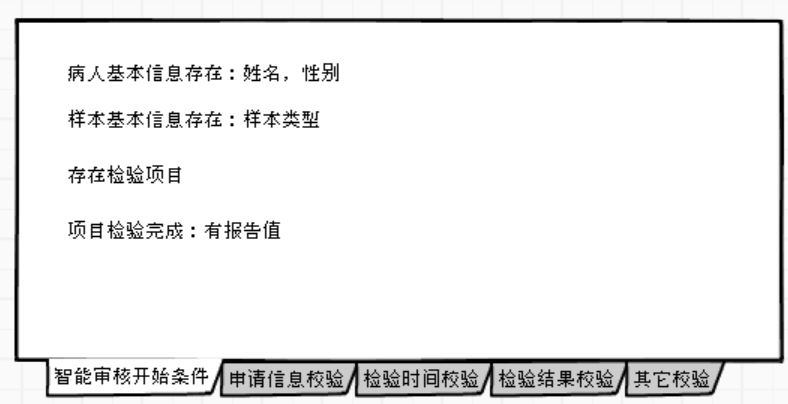 病人基本信息存在：姓名，性别
样本基本信息存在：样本类型
存在检验项目
项目检验完成：有报告值
智能审核开始条件 申请信息校验 检验时间校验 检验结果校验 其它校验